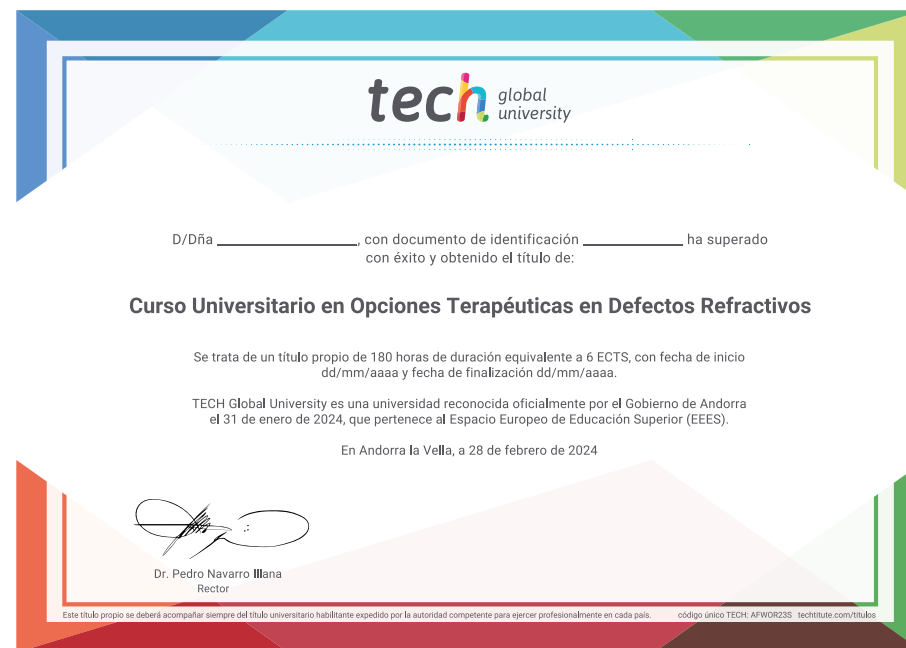 tech global university
D/Dña ____________________, con documento de identificación ______________ ha superado
con éxito y obtenido el título de:
Curso Universitario en Opciones Terapéuticas en Defectos Refractivos
Se trata de un título propio de 180 horas de duración equivalente a 6 ECTS, con fecha de inicio
dd/mm/aaaa y fecha de finalización dd/mm/aaaa.
TECH Global University es una universidad reconocida oficialmente por el Gobierno de Andorra
el 31 de enero de 2024, que pertenece al Espacio Europeo de Educación Superior (EEES).
En Andorra la Vella, a 28 de febrero de 2024
Dr. Pedro Navarro Illana
Rector
Este título propio se deberá acompañar siempre del título universitario habilitante expedido por la autoridad competente para ejercer profesionalmente en cada país. código único TECH: AFWOR23S techtitute.com/titulos